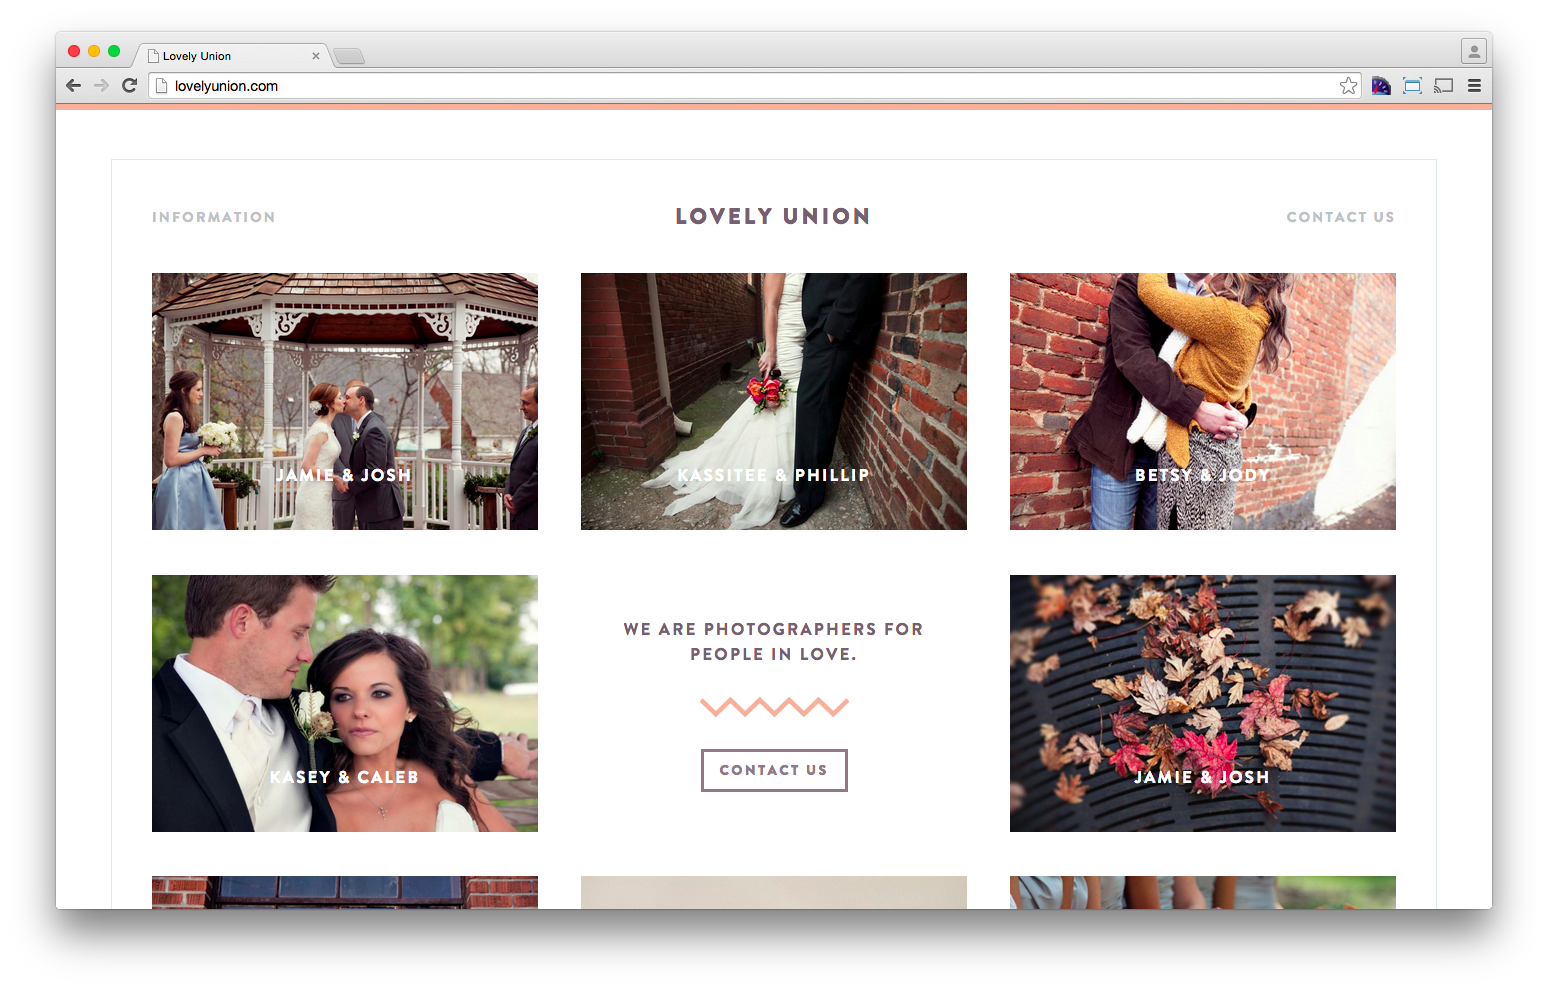 Lovely Union
lovelyunion.com
INFORMATION
LOVELY UNION
CONTACT US
JAMIE & JOSH
KASSITEE & PHILLIP
BETSY & JODY
WE ARE PHOTOGRAPHERS FOR
PEOPLE IN LOVE.
KASEY & CALEB
CONTACT US
JAMIE & JOSH